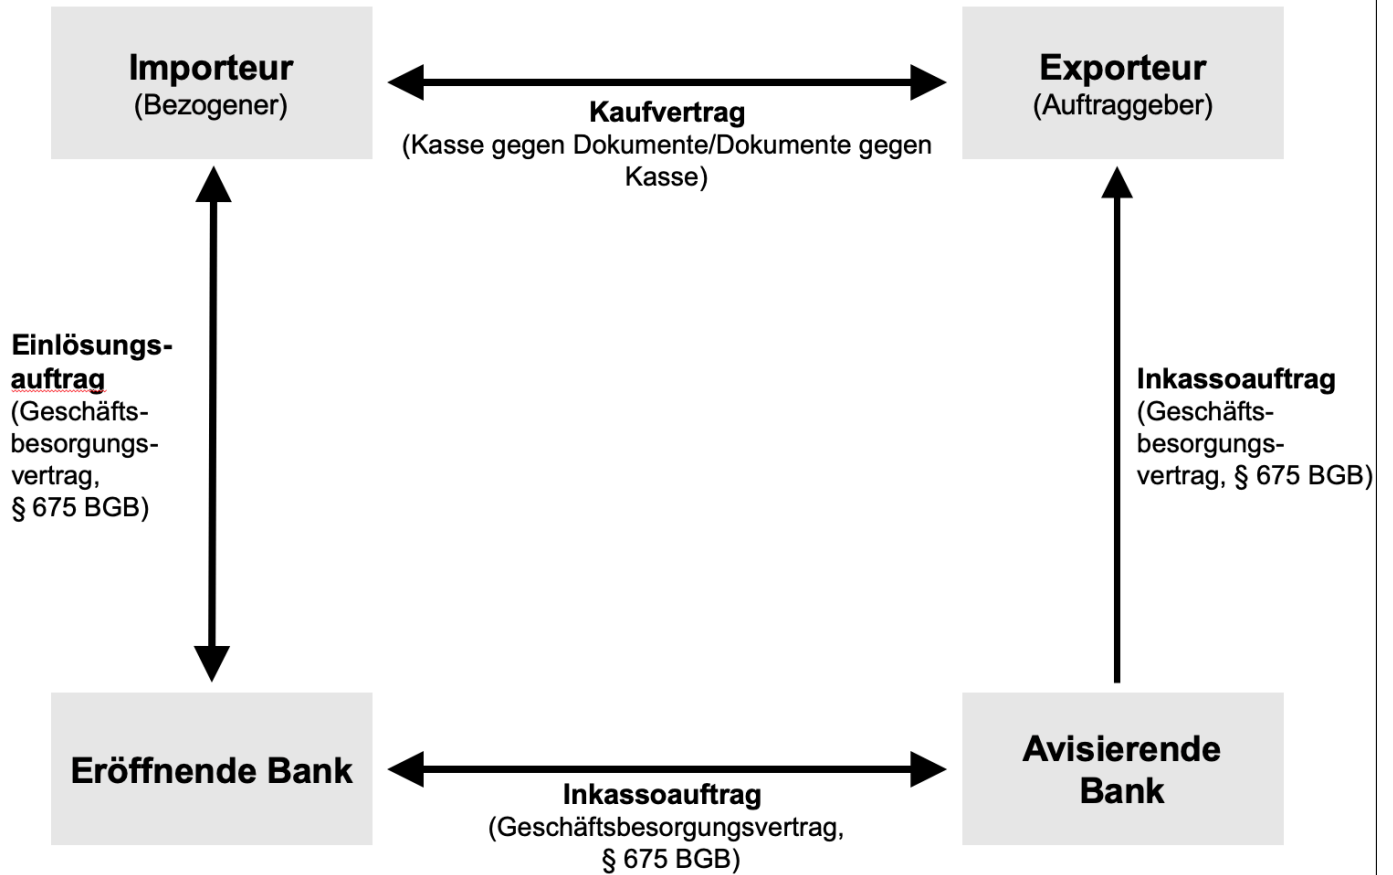 Importeur
(Bezogener)
Exporteur
(Auftraggeber)
Kaufvertrag
(Kasse gegen Dokumente/Dokumente gegen
Kasse)
Einlösungs-
auftrag
(Geschäfts-
besorgungs-
vertrag,
§ 675 BGB)
Inkassoauftrag
(Geschäfts-
besorgungs-
vertrag, § 675 BGB)
Eröffnende Bank
Avisierende
Bank
Inkassoauftrag
(Geschäftsbesorgungsvertrag,
§ 675 BGB)